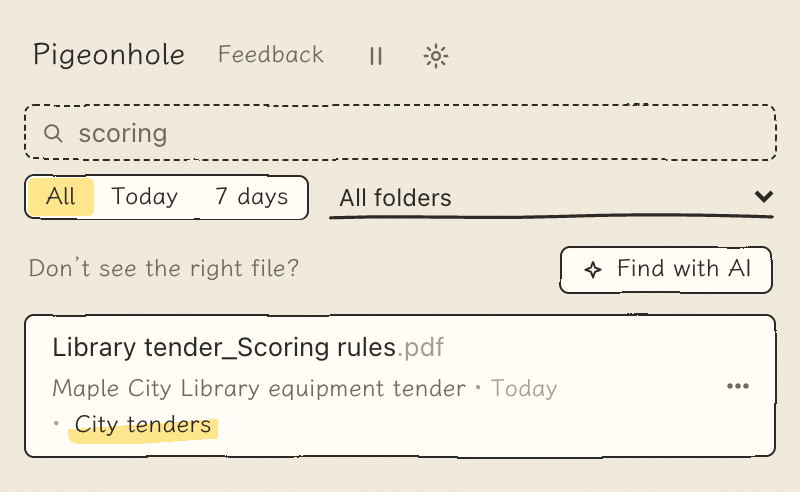 Pigeonhole Feedback
scoring
All Today 7 days All folders
Don't see the right file? Find with AI
Library tender_Scoring rules.pdf
Maple City Library equipment tender • Today
• City tenders